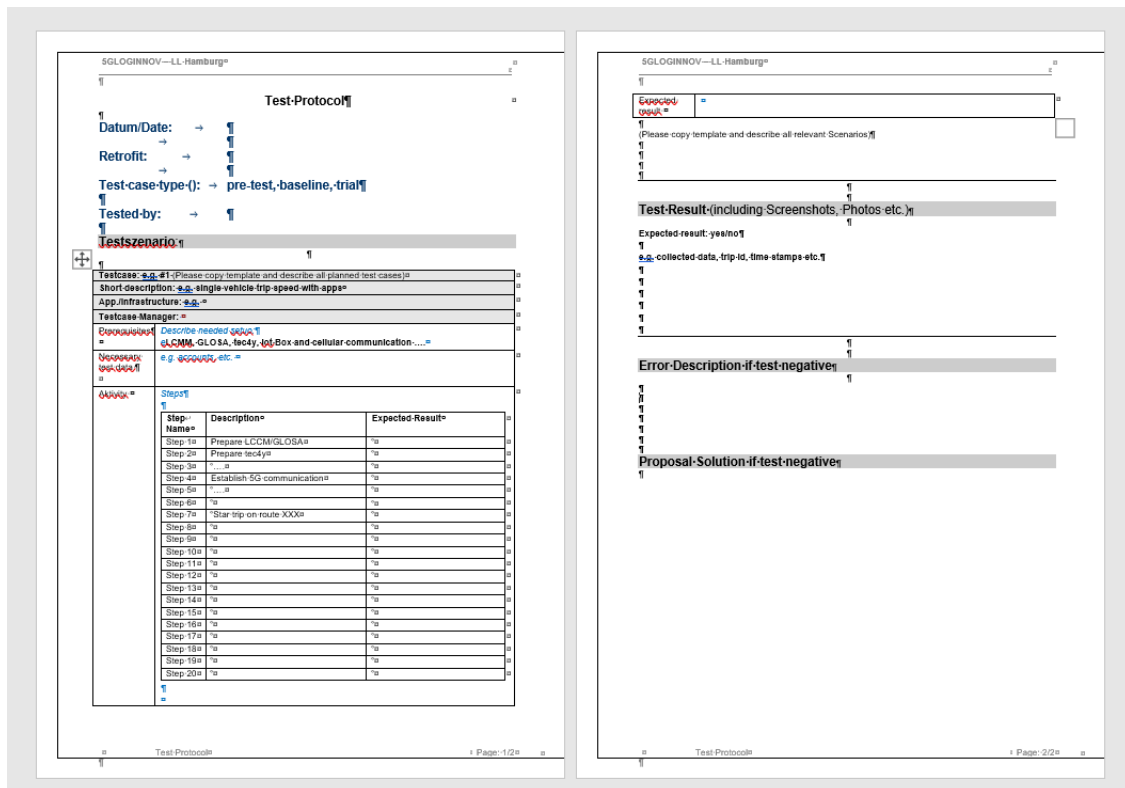 5GLOGINNOV—LL Hamburg
Test Protocol
Datum/Date:
Retrofit:
Test case type (): pre-test, baseline, trial
Tested by:
Testszenario:
Testcase: e.g. #1 (Please copy template and describe all planned test cases)
Short description: e.g. single vehicle trip speed with apps
App./Infrastructure: e.g.
Testcase-Manager:
Prerequisites Describe needed setup:
eLCMM, GLOSA, tec4y, Iot Box and cellular communication ….
Necessary e.g. accounts, etc.
test data:
Aktivity: Steps
Step Description Expected Result
Name
Step 1 Prepare LCCM/GLOSA "
Step 2 Prepare tec4y "
Step 3 "…. "
Step 4 Establish 5G communication "
Step 5 "…. "
Step 6 " "
Step 7 "Star trip on route XXX "
Step 8 " "
Step 9 " "
Step 10 " "
Step 11 " "
Step 12 " "
Step 13 " "
Step 14 " "
Step 15 " "
Step 16 " "
Step 17 " "
Step 18 " "
Step 19 " "
Step 20 " "
Test Protocol Page: 1/2
5GLOGINNOV—LL Hamburg
Expected
result:
(Please copy template and describe all relevant Scenarios)
Test Result (including Screenshots, Photos etc.)
Expected result: yes/no
e.g. collected data, trip id, time stamps etc.
Error Description if test negative
Proposal Solution if test negative
Test Protocol Page: 2/2